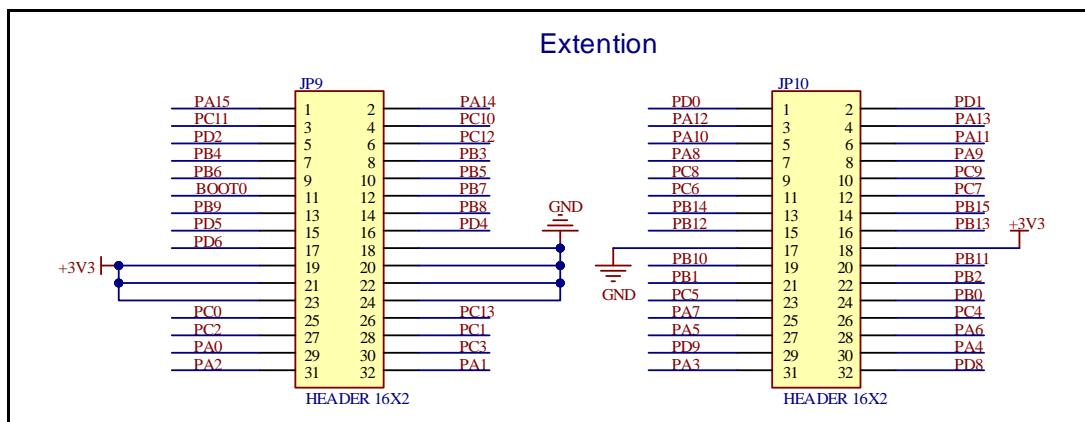 Extention
JP9 JP10
PA15 1 2 PA14 PD0 1 2 PD1
PC11 3 4 PC10 PA12 3 4 PA13
PD2 5 6 PC12 PA10 5 6 PA11
PB4 7 8 PB3 PA8 7 8 PA9
PB6 9 10 PB5 PC8 9 10 PC9
BOOT0 11 12 PB7 PC6 11 12 PC7
PB9 13 14 PB8 GND PB14 13 14 PB15
PD5 15 16 PD4 PB12 15 16 PB13 +3V3
PD6 17 18 17 18
+3V3 19 20 PB10 19 20 PB11
21 22 GND PB1 21 22 PB2
23 24 PC5 23 24 PB0
PC0 25 26 PC13 PA7 25 26 PC4
PC2 27 28 PC1 PA5 27 28 PA6
PA0 29 30 PC3 PD9 29 30 PA4
PA2 31 32 PA1 PA3 31 32 PD8
HEADER 16X2 HEADER 16X2